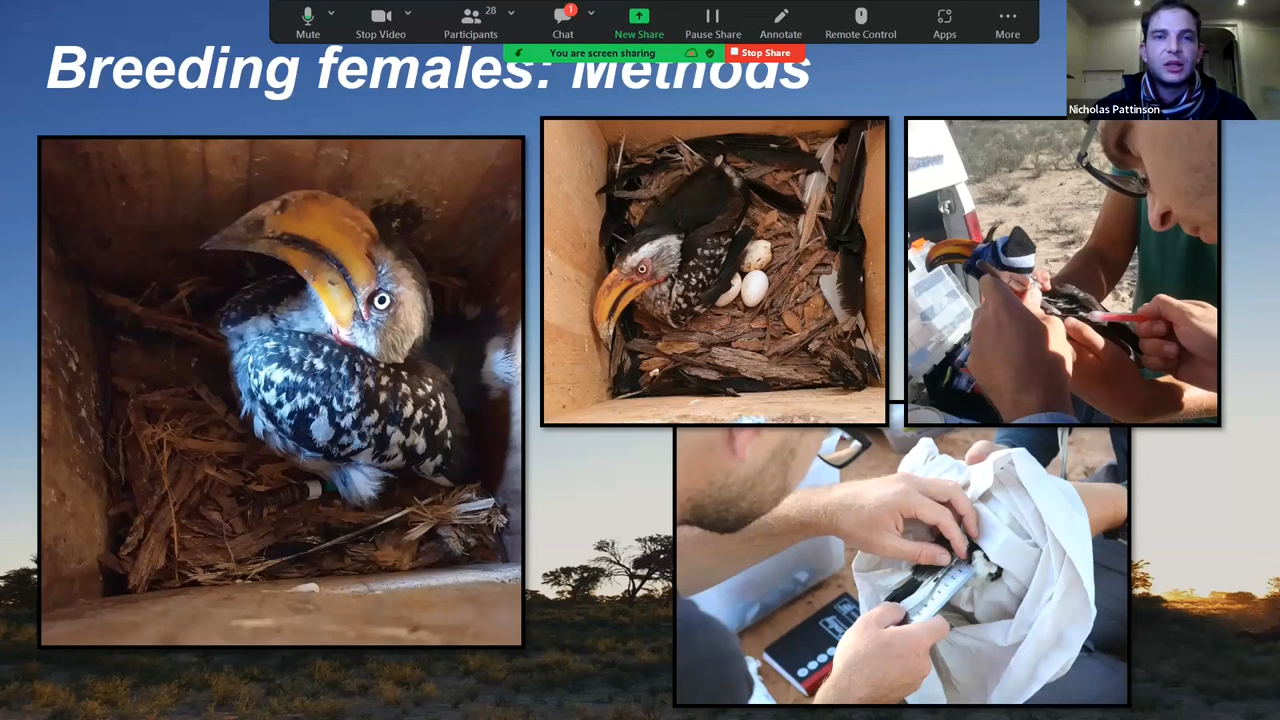 28
1
Mute
Stop Video
Participants
Chat
New Share
Pause Share
Annotate
Remote Control
Apps
More
You are screen sharing
Stop Share
Breeding females: Methods
Nicholas Pattinson